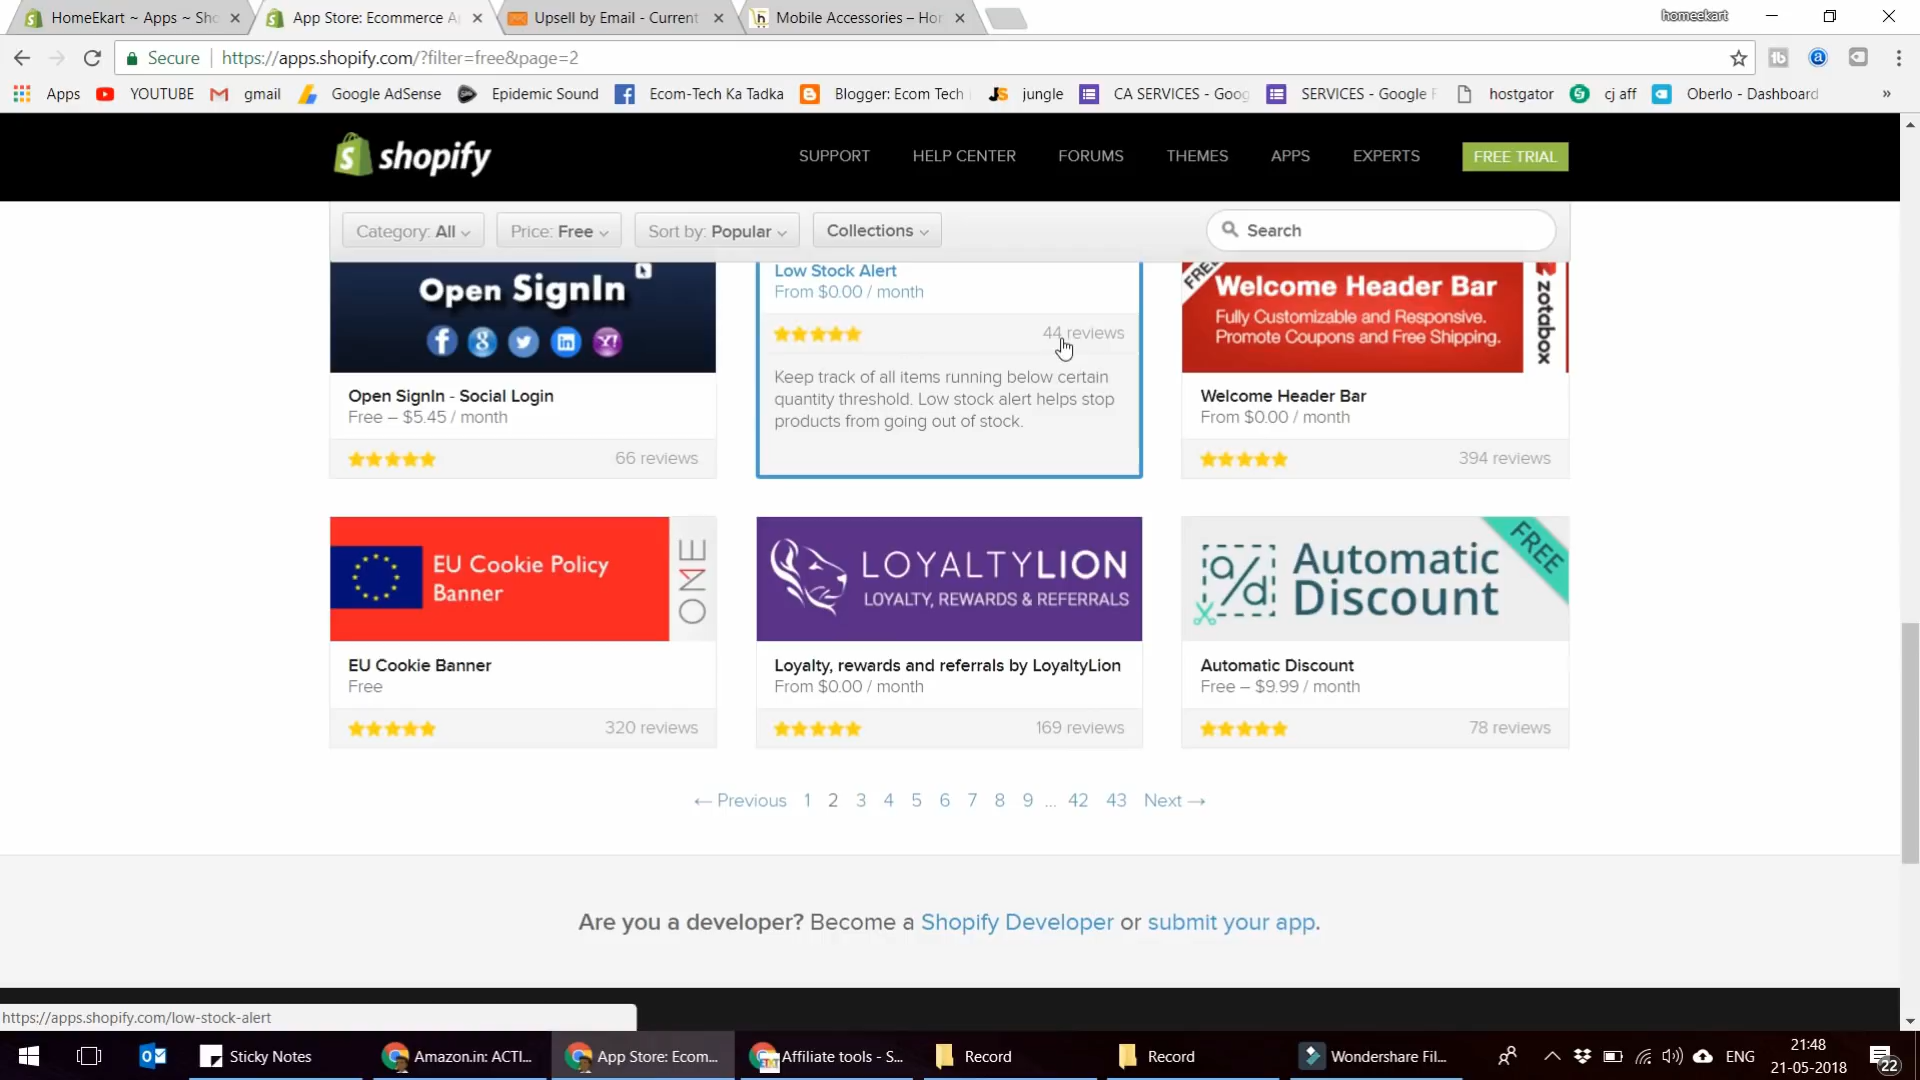 HomeEkart ~ Apps ~ Sho
App Store: Ecommerce A
Upsell by Email - Current
Mobile Accessories – Hor
homeekart
Secure
https://apps.shopify.com/?filter=free&page=2
Apps
YOUTUBE
gmail
Google AdSense
Epidemic Sound
Ecom-Tech Ka Tadka
Blogger: Ecom Tech
jungle
CA SERVICES - Goog
SERVICES - Google F
hostgator
cj aff
Oberlo - Dashboard
»
shopify
SUPPORT
HELP CENTER
FORUMS
THEMES
APPS
EXPERTS
FREE TRIAL
Category: All
Price: Free
Sort by: Popular
Collections
Search
Open SignIn
Open SignIn - Social Login
Free – $5.45 / month
66 reviews
Low Stock Alert
From $0.00 / month
44 reviews
Keep track of all items running below certain
quantity threshold. Low stock alert helps stop
products from going out of stock.
FREE
Welcome Header Bar
Fully Customizable and Responsive.
Promote Coupons and Free Shipping.
zotabox
Welcome Header Bar
From $0.00 / month
394 reviews
EU Cookie Policy
Banner
ONE
EU Cookie Banner
Free
320 reviews
LOYALTYLION
LOYALTY, REWARDS & REFERRALS
Loyalty, rewards and referrals by LoyaltyLion
From $0.00 / month
169 reviews
a/d
Automatic
Discount
FREE
Automatic Discount
Free – $9.99 / month
78 reviews
← Previous 1 2 3 4 5 6 7 8 9 ... 42 43 Next →
Are you a developer? Become a Shopify Developer or submit your app.
https://apps.shopify.com/low-stock-alert
Sticky Notes
Amazon.in: ACTI...
App Store: Ecom...
Affiliate tools - S...
Record
Record
Wondershare Fil...
ENG
21:48
21-05-2018
22